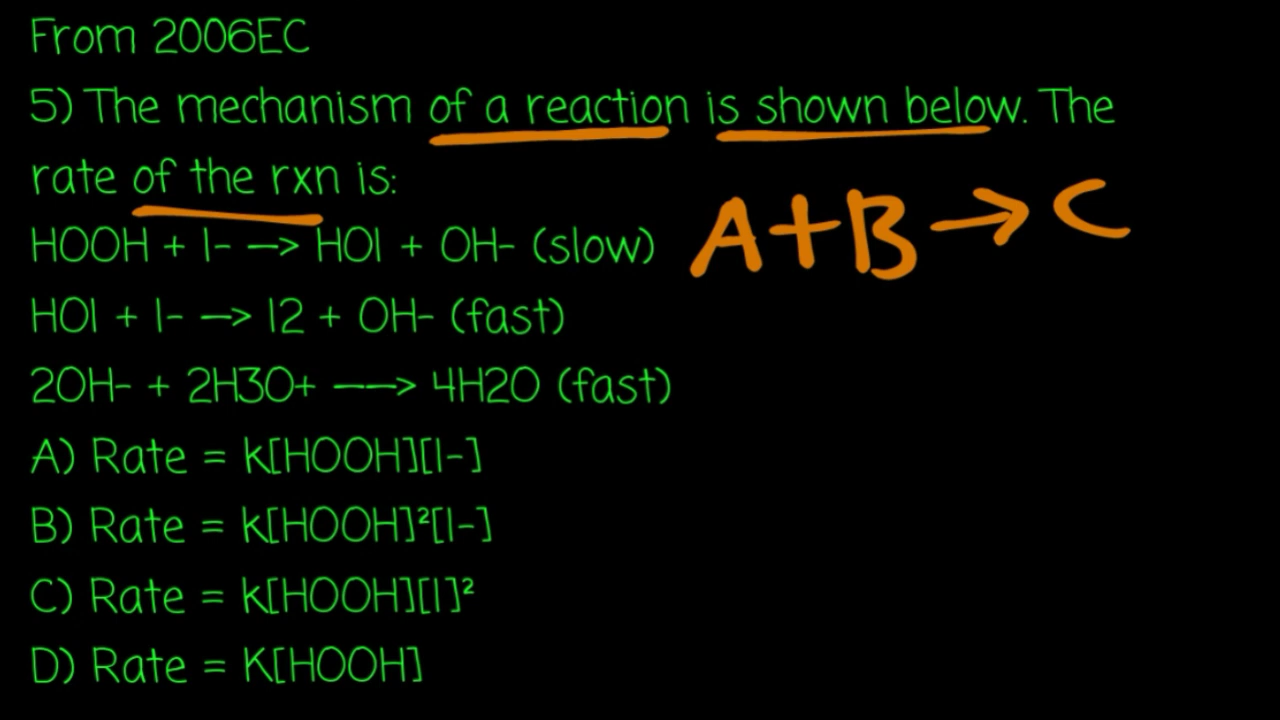 From 2006EC
5) The mechanism of a reaction is shown below. The
rate of the rxn is:
A+B→C
HOOH + I- --> HOI + OH- (slow)
HOI + I- --> I2 + OH- (fast)
2OH- + 2H3O+ ---> 4H2O (fast)
A) Rate = k[HOOH][I-]
B) Rate = k[HOOH]²[I-]
C) Rate = k[HOOH][I]²
D) Rate = K[HOOH]